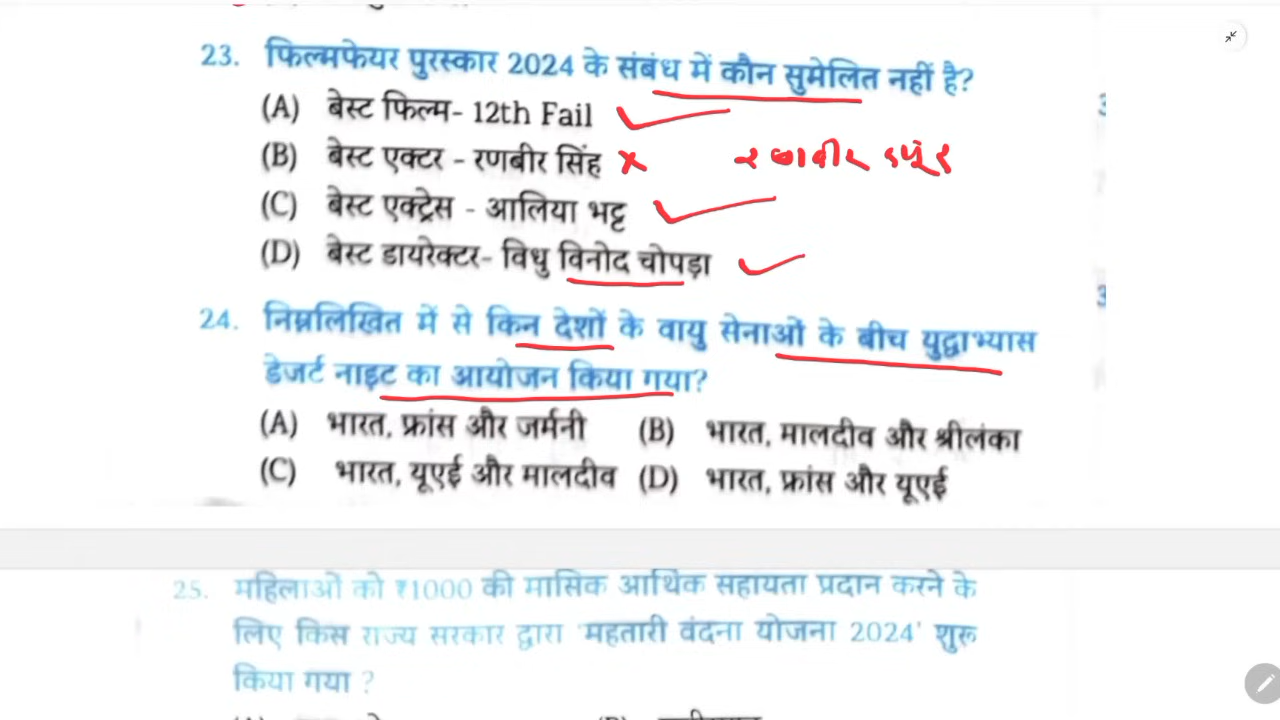 23. फिल्मफेयर पुरस्कार 2024 के संबंध में कौन सुमेलित नहीं है?
(A) बेस्ट फिल्म- 12th Fail
(B) बेस्ट एक्टर - रणबीर सिंह × रणबीर कपूर
(C) बेस्ट एक्ट्रेस - आलिया भट्ट
(D) बेस्ट डायरेक्टर- विधु विनोद चोपड़ा
24. निम्नलिखित में से किन देशों के वायु सेनाओं के बीच युद्धाभ्यास
डेजर्ट नाइट का आयोजन किया गया?
(A) भारत, फ्रांस और जर्मनी (B) भारत, मालदीव और श्रीलंका
(C) भारत, यूएई और मालदीव (D) भारत, फ्रांस और यूएई
25. महिलाओं को ₹1000 की मासिक आर्थिक सहायता प्रदान करने के
लिए किस राज्य सरकार द्वारा 'महतारी वंदना योजना 2024' शुरू
किया गया ?